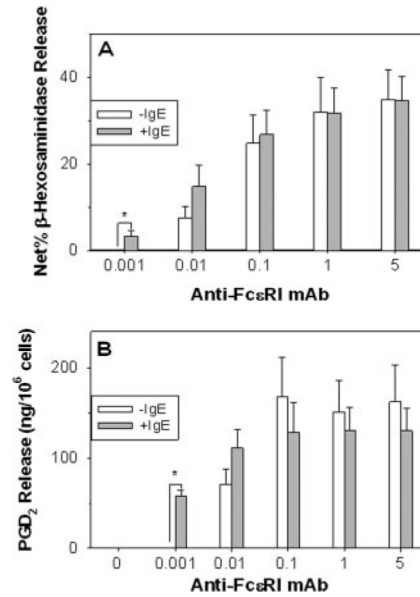 A
Net% β-Hexosaminidase Release
40
20
0
-IgE
+IgE
*
0.001 0.01 0.1 1 5
Anti-FcεRI mAb
B
PGD2 Release (ng/10^6 cells)
200
100
0
-IgE
+IgE
*
0 0.001 0.01 0.1 1 5
Anti-FcεRI mAb